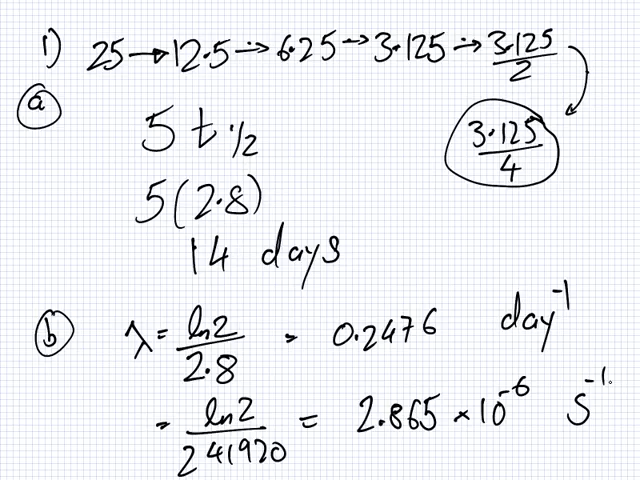 1) 25 → 12.5 → 6.25 → 3.125 → 3.125/2
a
3.125/4
5 t 1/2
5(2.8)
14 days
b λ = ln2/2.8 = 0.2476 day⁻¹
= ln2/241920 = 2.865 × 10⁻⁶ S⁻¹